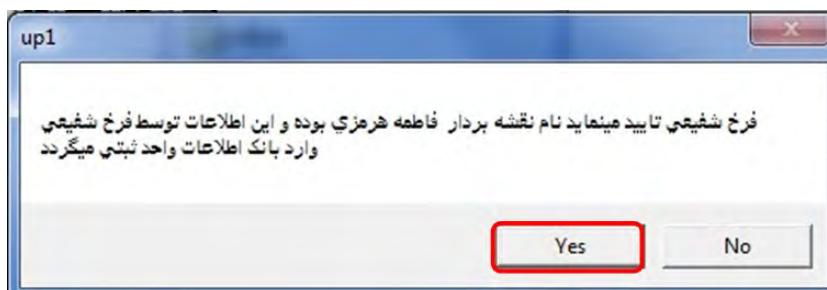 up1
فرخ شفيعي تاييد مينمايد نام نقشه بردار فاطمه هرمزي بوده و اين اطلاعات توسط فرخ شفيعي
وارد بانک اطلاعات واحد ثبتي ميگردد
Yes
No